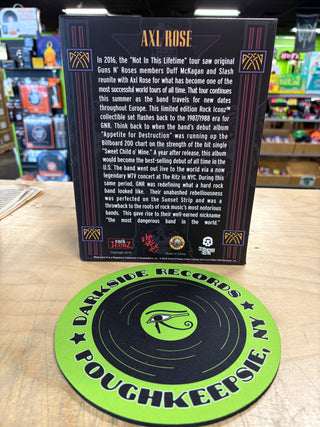 AXL ROSE
In 2016, the "Not In This Lifetime" tour saw original
Guns N' Roses members Duff McKagan and Slash
reunite with Axl Rose for what has become one of the
most successful world tours of all time. That tour continues
this summer as the band travels for new dates
throughout Europe. This limited edition Rock Iconz™
collectible set flashes back to the 1987/1988 era for
GNR. Think back to when the band's debut album
"Appetite for Destruction" was running up the
Billboard 200 chart on the strength of the hit single
"Sweet Child o' Mine." A year after release, this album
would become the best-selling debut of all time in the
U.S. The band went out live to the world via a now
legendary MTV concert at The Ritz in NYC. During this
same period, GNR was redefining what a hard rock
band looked like. Their unabashed rebelliousness
was perfected on the Sunset Strip and was a
throwback to the roots of rock music's most notorious
bands. This gave rise to their well-earned nickname
"the most dangerous band in the world."
rock
iconz
DARKSIDE RECORDS
POUGHKEEPSIE, NY